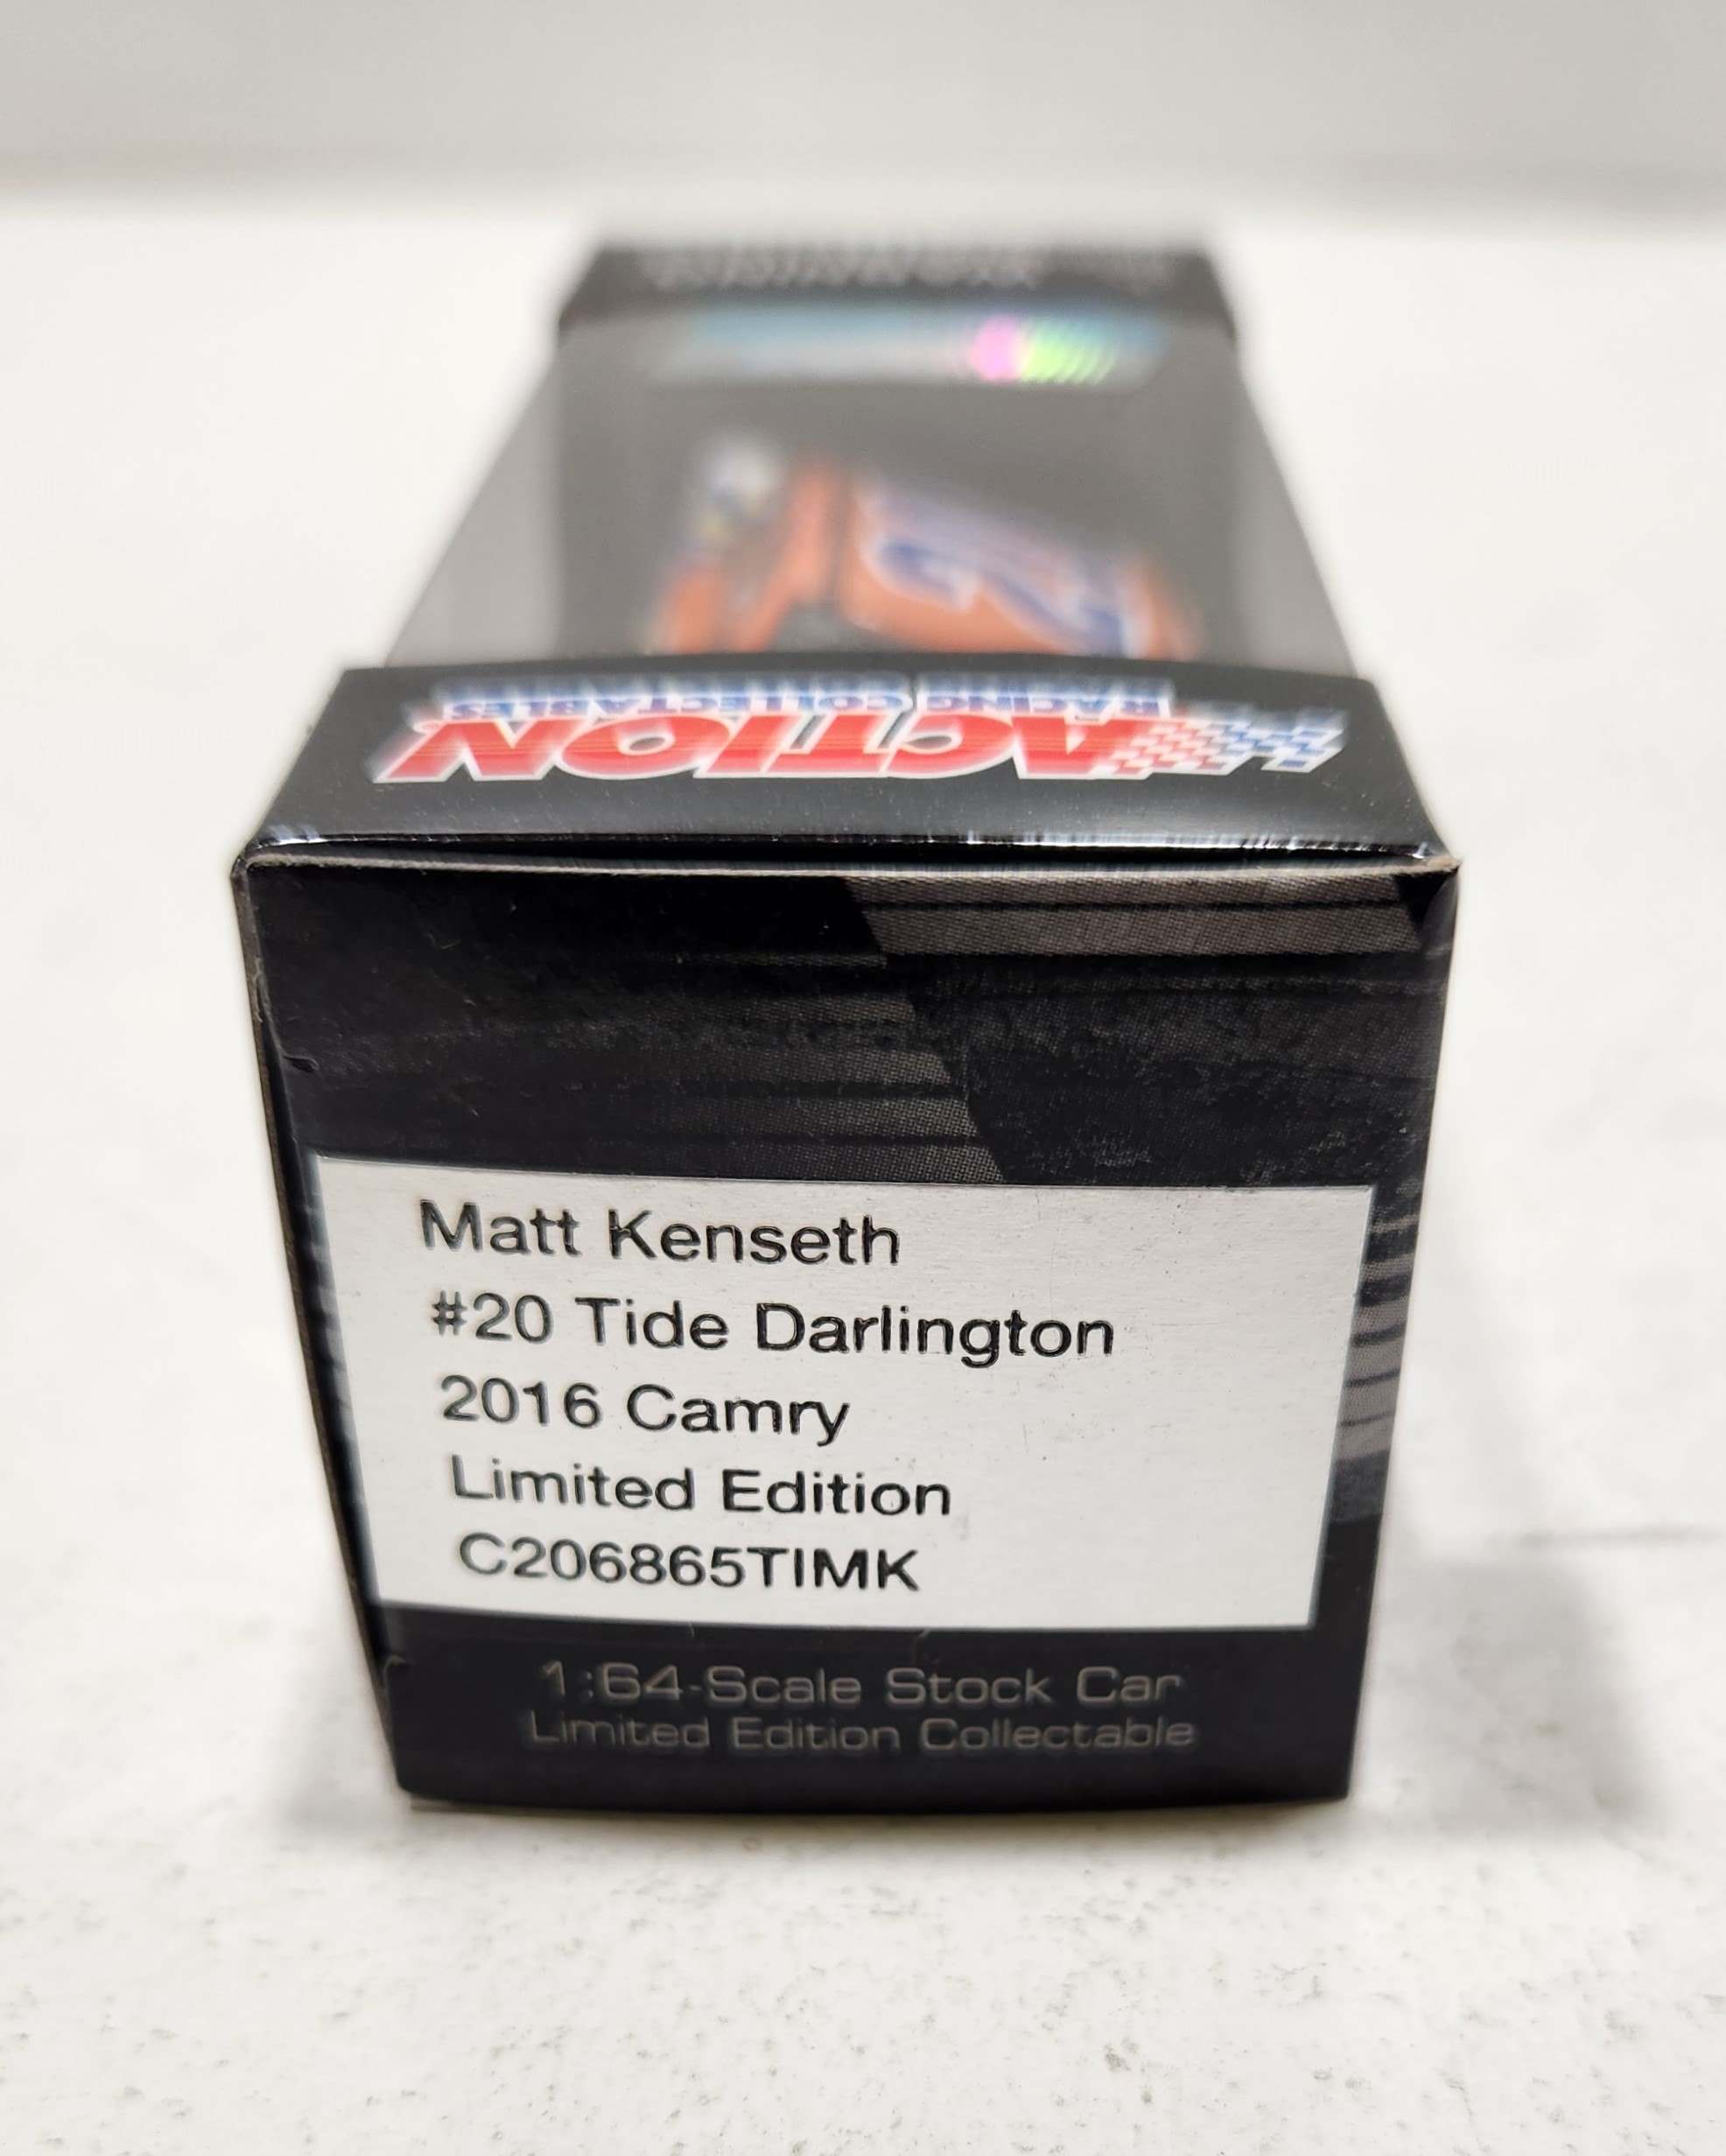 ACTION
RACING COLLECTABLES
Matt Kenseth
#20 Tide Darlington
2016 Camry
Limited Edition
C206865TIMK
1:64-Scale Stock Car
Limited Edition Collectable